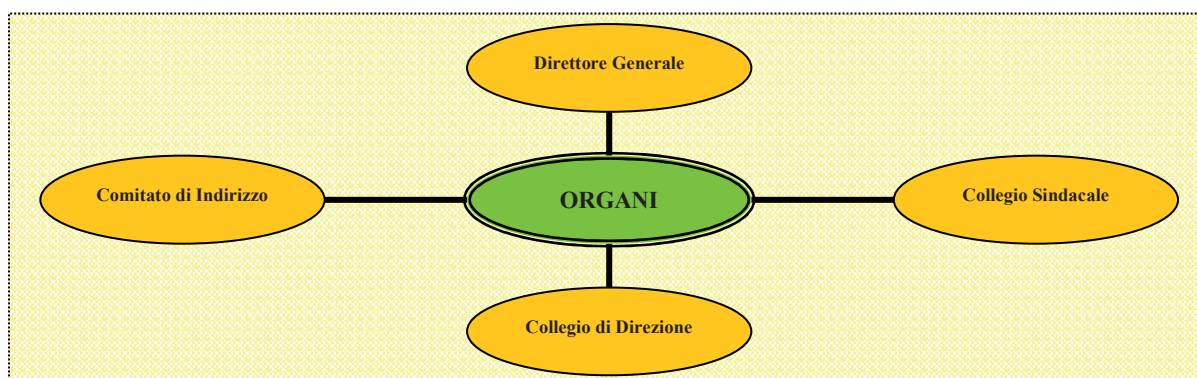 Direttore Generale
Comitato di Indirizzo
ORGANI
Collegio Sindacale
Collegio di Direzione